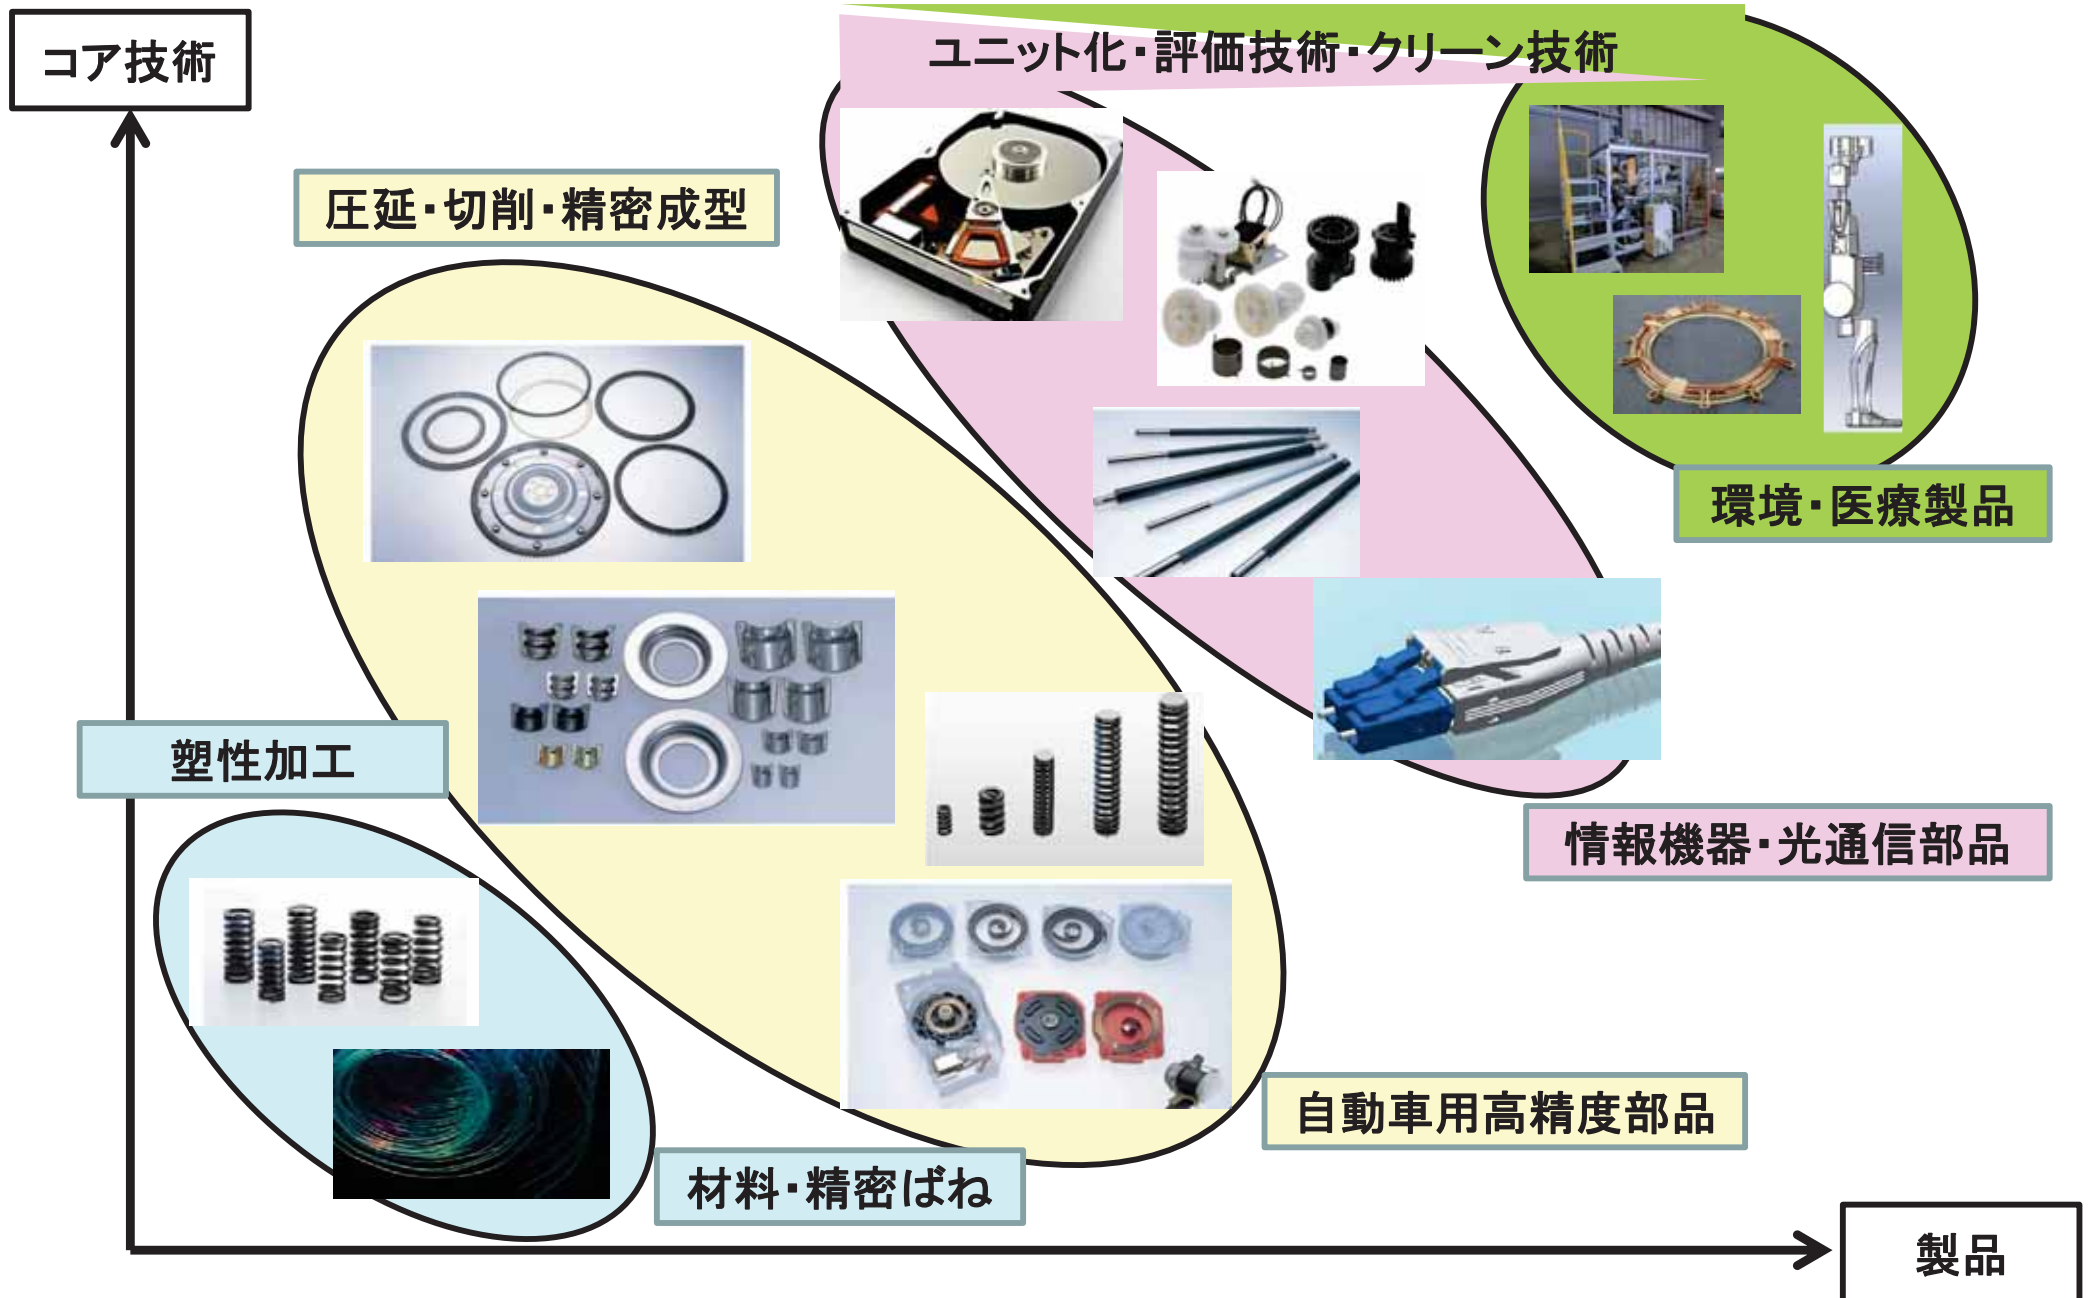 コア技術
ユニット化・評価技術・クリーン技術
圧延・切削・精密成型
環境・医療製品
塑性加工
情報機器・光通信部品
自動車用高精度部品
材料・精密ばね
製品